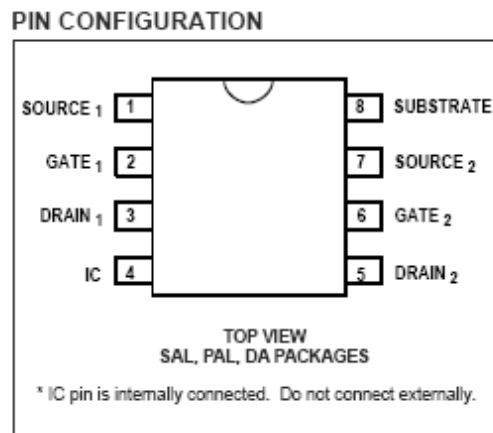 PIN CONFIGURATION
SOURCE 1 1 8 SUBSTRATE
GATE 1 2 7 SOURCE 2
DRAIN 1 3 6 GATE 2
IC 4 5 DRAIN 2
TOP VIEW
SAL, PAL, DA PACKAGES
* IC pin is internally connected. Do not connect externally.